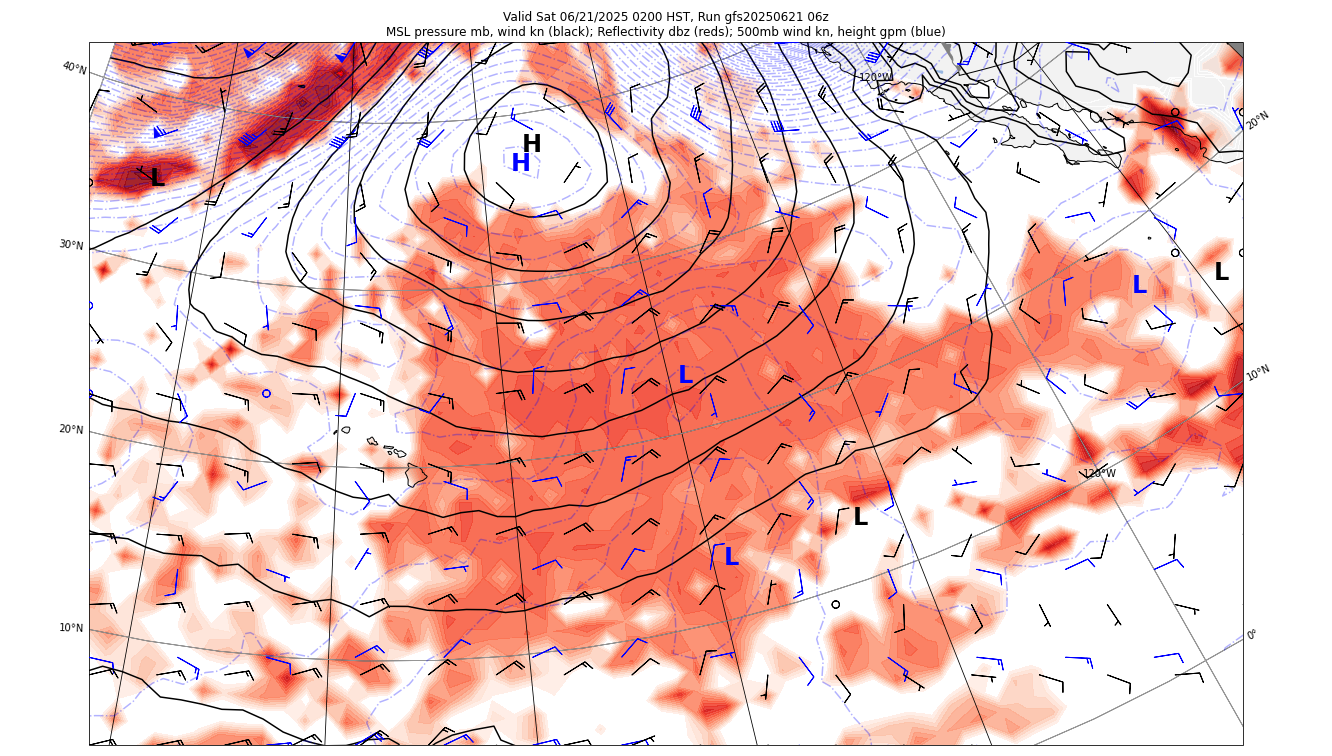 Valid Sat 06/21/2025 0200 HST, Run gfs20250621 06z
MSL pressure mb, wind kn (black); Reflectivity dbz (reds); 500mb wind kn, height gpm (blue)
40°N
120°W
20°N
H
H
L
30°N
L
L
L
10°N
20°N
120°W
L
L
10°N
0°